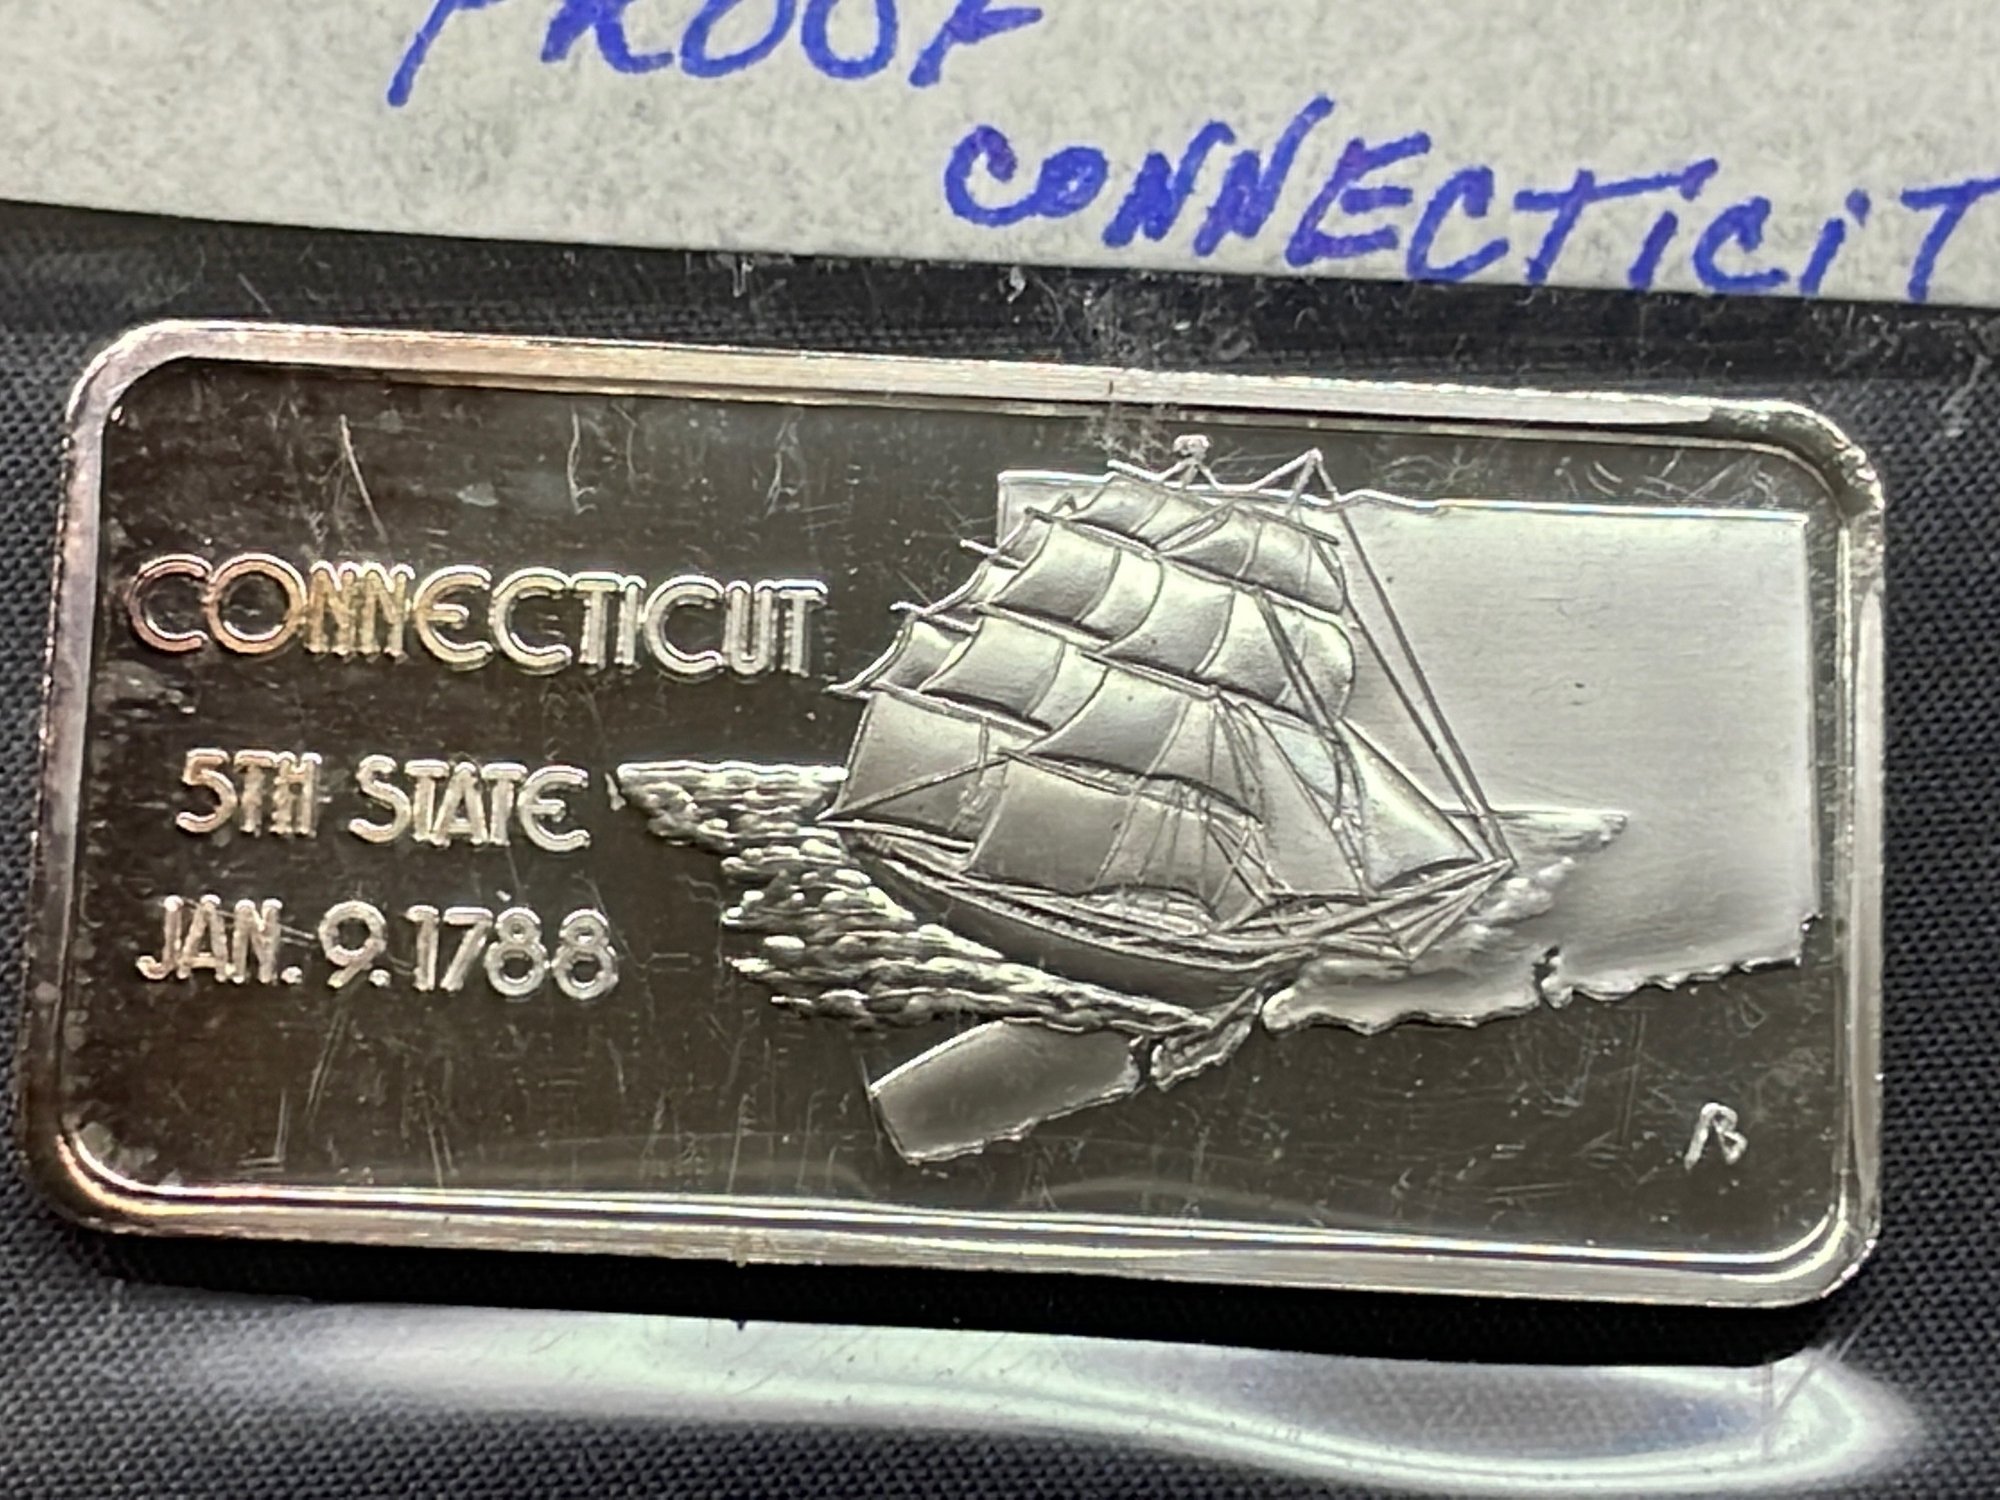 PROOF
CONNECTICIT
CONNECTICUT
5TH STATE
JAN. 9. 1788